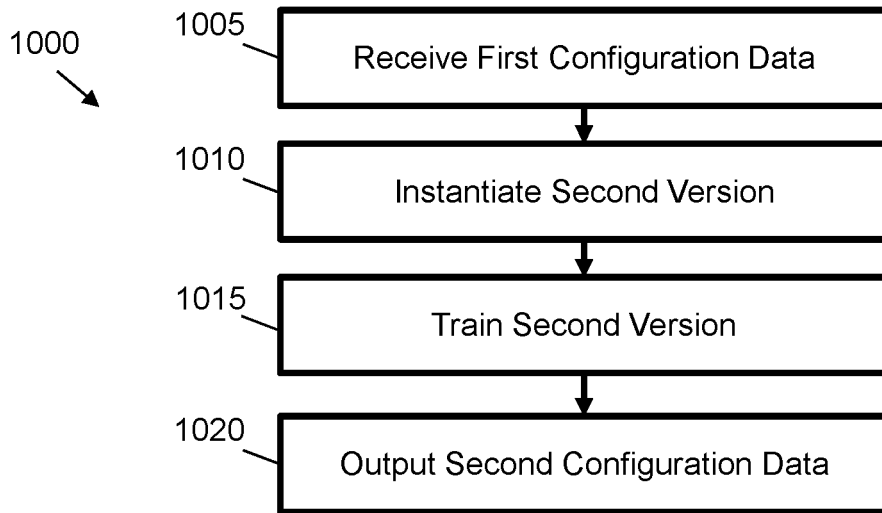 1000
1005
Receive First Configuration Data
1010
Instantiate Second Version
1015
Train Second Version
1020
Output Second Configuration Data